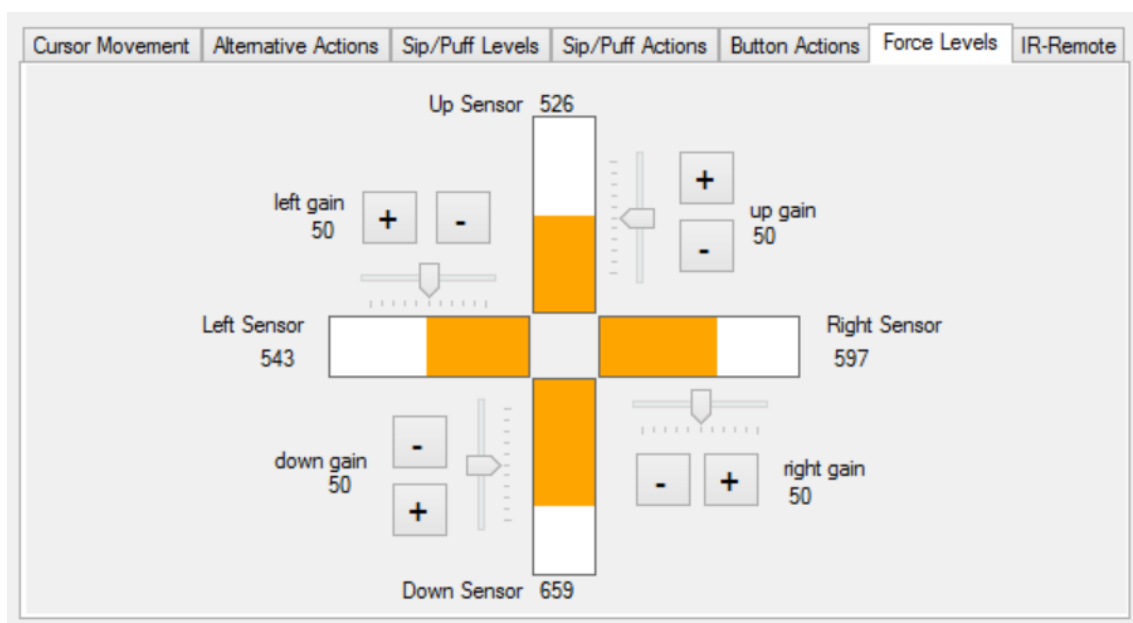 Cursor Movement Alternative Actions Sip/Puff Levels Sip/Puff Actions Button Actions Force Levels IR-Remote
Up Sensor 526
left gain
50
+ -
+
-
up gain
50
Left Sensor
543
Right Sensor
597
down gain
50
-
+
- +
right gain
50
Down Sensor 659